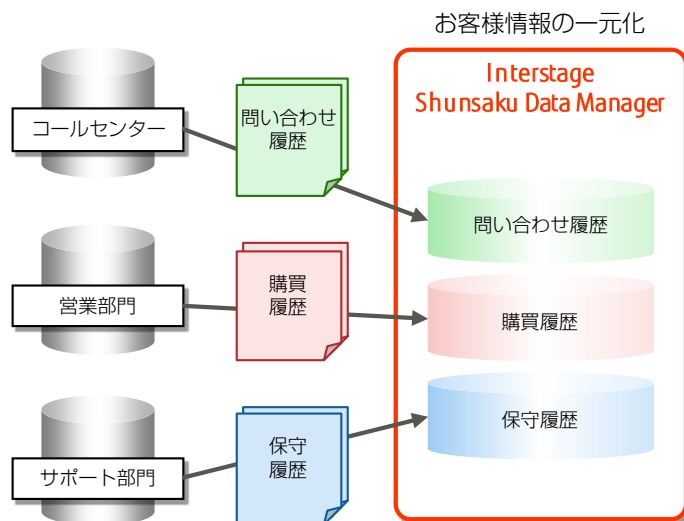 お客様情報の一元化
Interstage
Shunsaku Data Manager
コールセンター
問い合わせ
履歴
問い合わせ履歴
営業部門
購買
履歴
購買履歴
サポート部門
保守
履歴
保守履歴